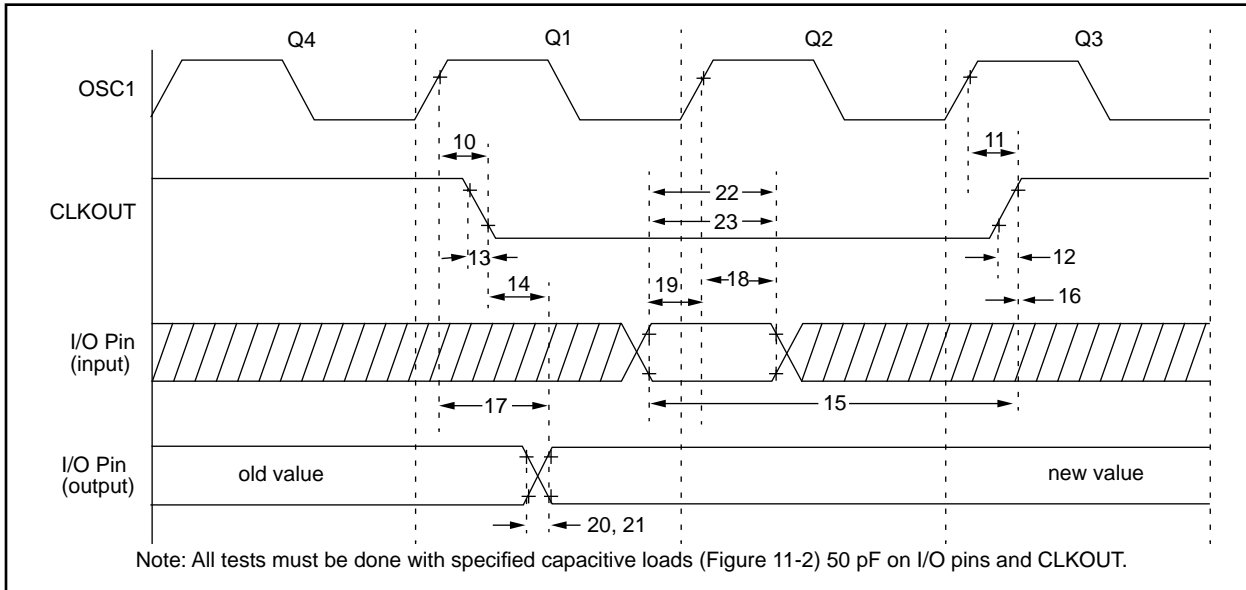 Q4 Q1 Q2 Q3
OSC1
10 11
22
CLKOUT
23
13 12
14 19 18
16
I/O Pin
(input)
17 15
I/O Pin
(output)
old value new value
20, 21
Note: All tests must be done with specified capacitive loads (Figure 11-2) 50 pF on I/O pins and CLKOUT.